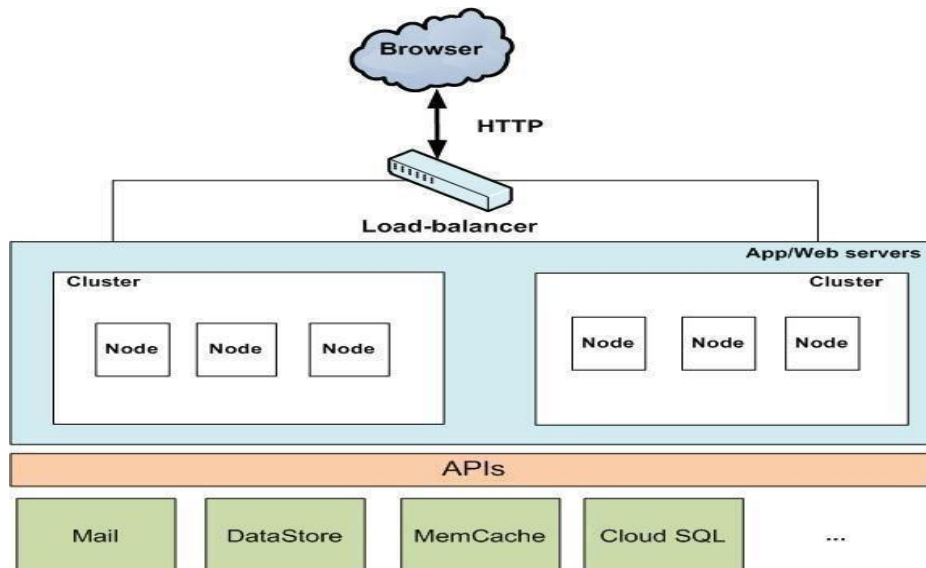 Browser
HTTP
Load-balancer
App/Web servers
Cluster
Node Node Node
Cluster
Node Node Node
APIs
Mail DataStore MemCache Cloud SQL ...